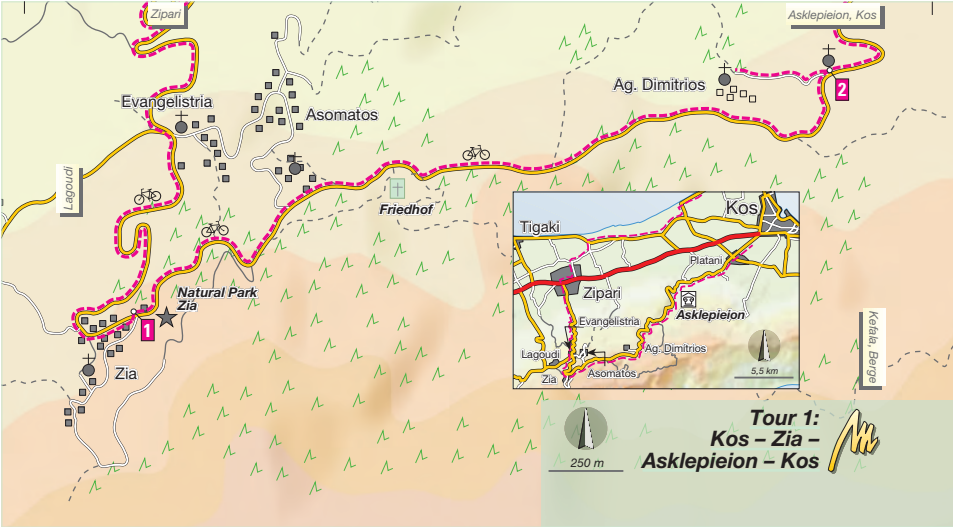 Zipari
Asklepieion, Kos
Evangelistria
Asomatos
Ag. Dimitrios
2
Lagoudi
Friedhof
Natural Park
Zía
1
Zia
Kos
Tigaki
Platani
Zipari
Asklepieion
Evangelistria
Lagoudi
Ag. Dimitrios
Zia
Asomatos
5,5 km
Kefala, Berge
250 m
Tour 1:
Kos – Zia –
Asklepieion – Kos